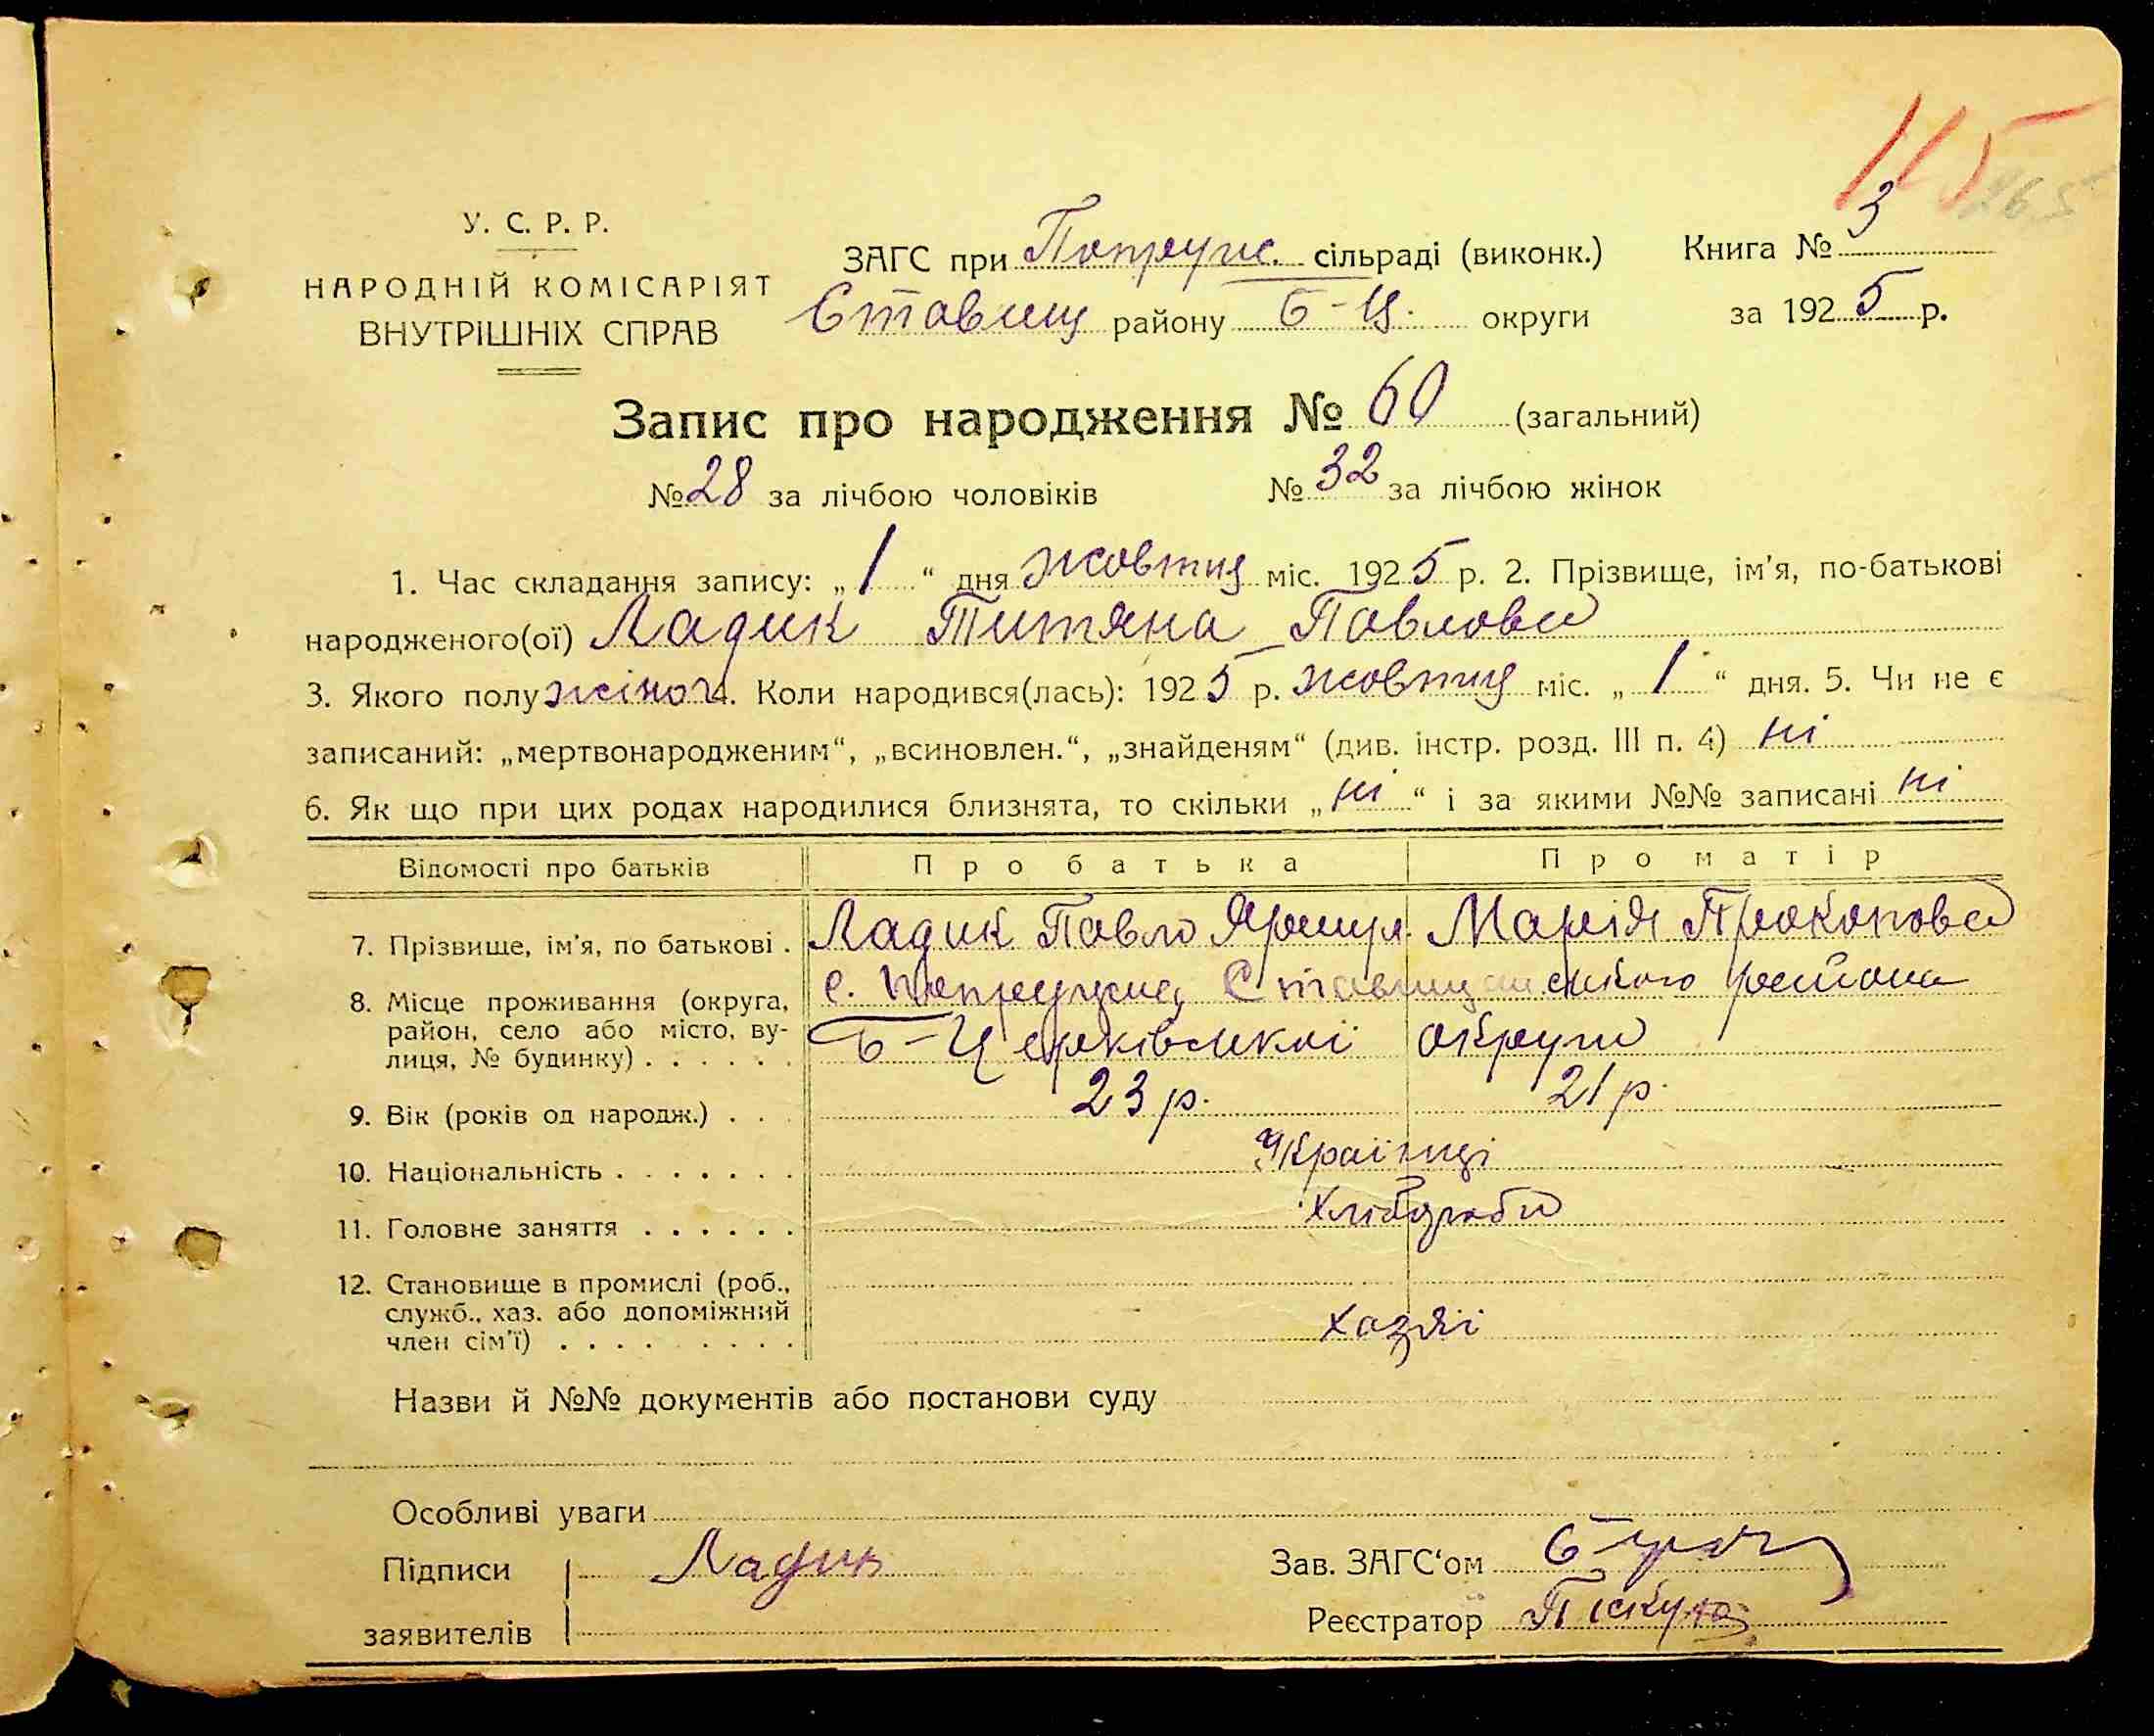 115
265
У. С. Р. Р.
НАРОДНІЙ КОМІСАРІЯТ
ВНУТРІШНІХ СПРАВ
ЗАГС при Попруж. сільраді (виконк.) Книга № 3
Ставищ району Б-Ц. округи за 1925 р.
Запис про народження № 60 (загальний)
№ 28 за лічбою чоловіків № 32 за лічбою жінок
1. Час складання запису: „1“ дня жовтня міс. 1925 р. 2. Прізвище, ім'я, по-батькові
народженого(ої) Ладик Титяна Павлова
3. Якого полу жіноч. 4. Коли народився(лась): 1925 р. жовтня міс. „1“ дня. 5. Чи не є
записаний: „мертвонародженим“, „всиновлен.“, „знайденям“ (див. інстр. розд. III п. 4) ні
6. Як що при цих родах народилися близнята, то скільки „ні“ і за якими №№ записані ні
Відомості про батьків Про батька Про матір
7. Прізвище, ім'я, по батькові . Ладик Павло Марія Прокопова
8. Місце проживання (округа, район, село або місто, вулиця, № будинку) . . . . . . с. Попружне, Ставищанского района
Б-Церківської округи
9. Вік (років од народж.) . . . 23 р. 21 р.
10. Національність . . . . . . . Українці
11. Головне заняття . . . . . . Хлібороби
12. Становище в промислі (роб.,
служб., хаз. або допоміжний
член сім'ї) . . . . . . . . . хазяї
Назви й №№ документів або постанови суду
Особливі уваги
Підписи Ладик Зав. ЗАГС'ом
заявителів Реєстратор